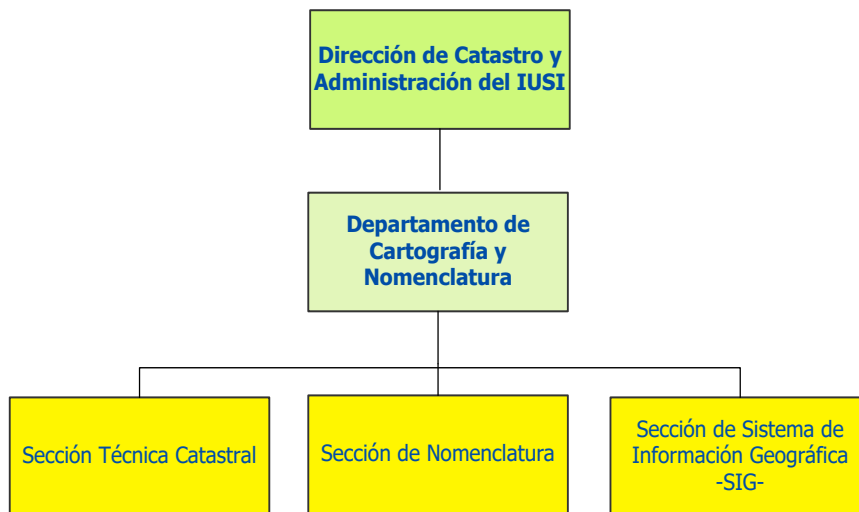 Dirección de Catastro y
Administración del IUSI
Departamento de
Cartografía y
Nomenclatura
Sección Técnica Catastral
Sección de Nomenclatura
Sección de Sistema de
Información Geográfica
-SIG-